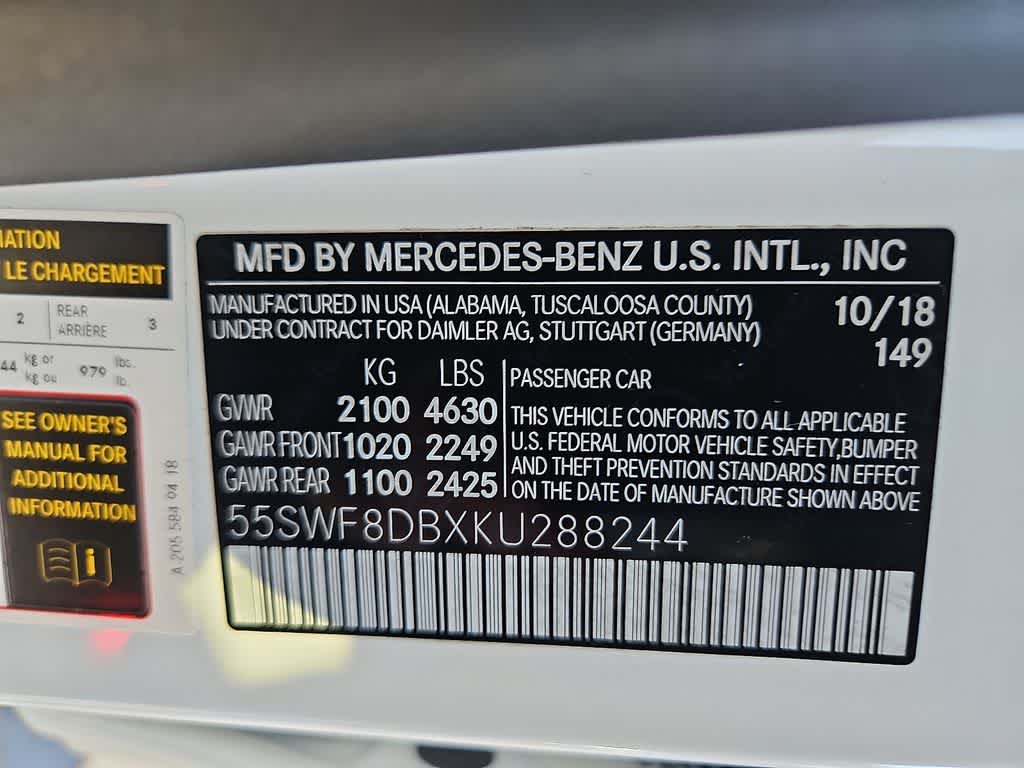 MATION
LE CHARGEMENT
2 REAR ARRIÈRE 3
44 kg or kg ou 979 lbs. lb.
SEE OWNER'S
MANUAL FOR
ADDITIONAL
INFORMATION
A 205 584 94 18
MFD BY MERCEDES-BENZ U.S. INTL., INC
MANUFACTURED IN USA (ALABAMA, TUSCALOOSA COUNTY) 10/18
UNDER CONTRACT FOR DAIMLER AG, STUTTGART (GERMANY) 149
KG LBS
GVWR 2100 4630
GAWR FRONT 1020 2249
GAWR REAR 1100 2425
PASSENGER CAR
THIS VEHICLE CONFORMS TO ALL APPLICABLE
U.S. FEDERAL MOTOR VEHICLE SAFETY,BUMPER
AND THEFT PREVENTION STANDARDS IN EFFECT
ON THE DATE OF MANUFACTURE SHOWN ABOVE
55SWF8DBXKU288244